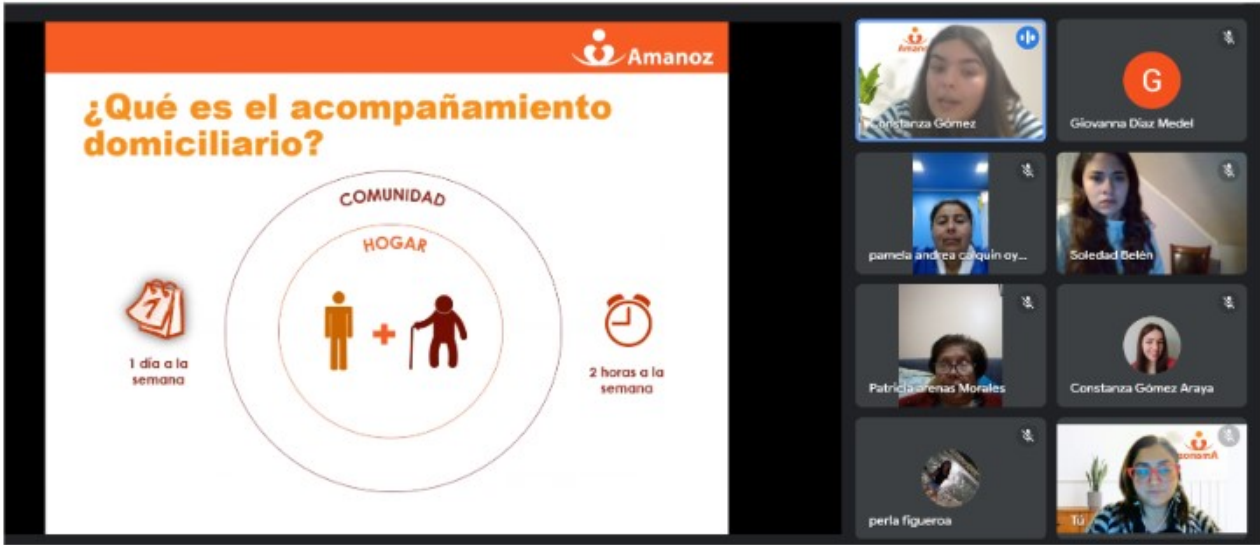 Amanoz
¿Qué es el acompañamiento
domiciliario?
COMUNIDAD
HOGAR
1 día a la
semana
2 horas a la
semana
Constanza Gómez
G
Giovanna Díaz Medel
pamela andrea calquin oy...
Soledad Belén
Patricia arenas Morales
Constanza Gómez Araya
perla figueroa
Amanoz
Tú